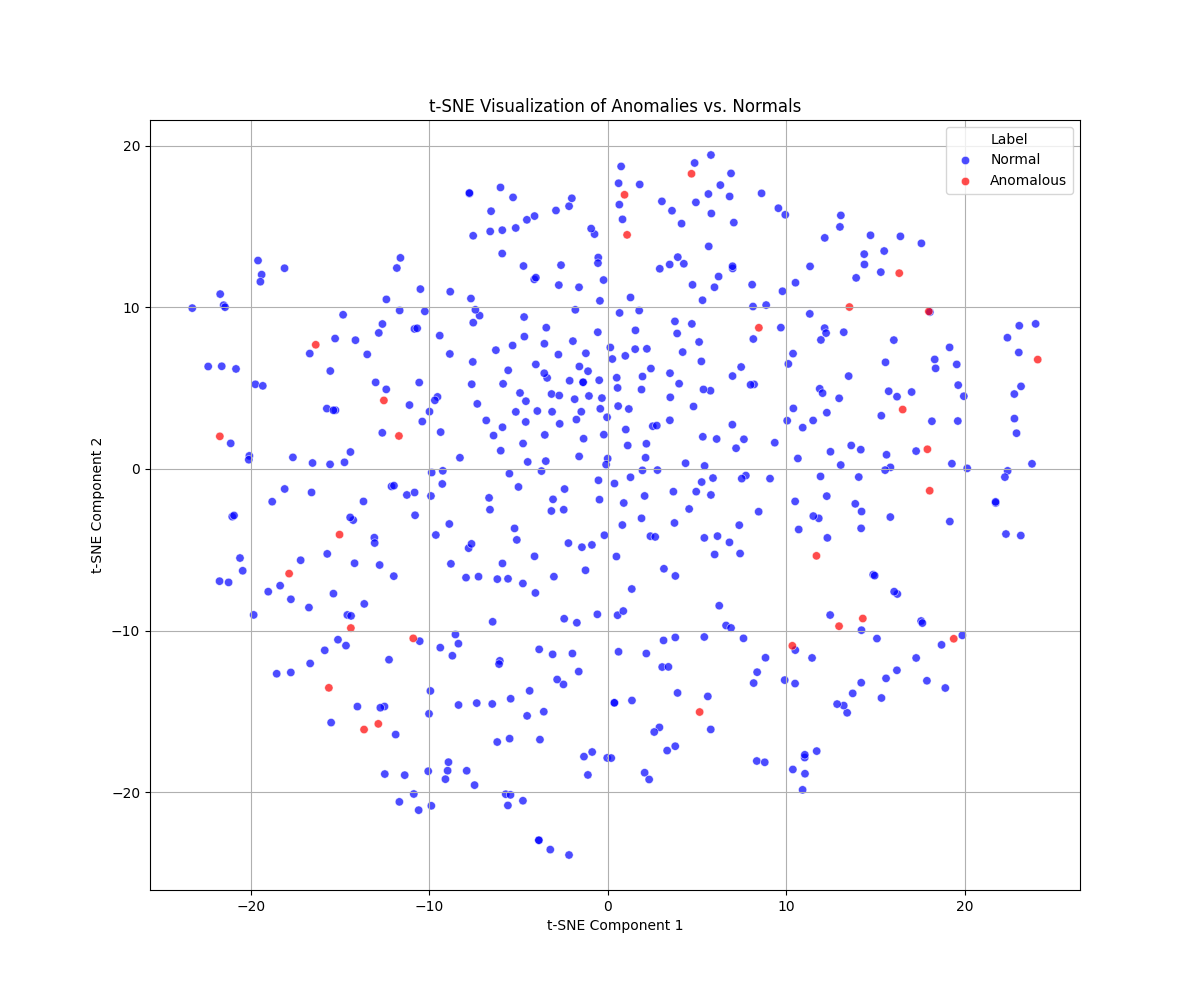 t-SNE Visualization of Anomalies vs. Normals
Label
Normal
Anomalous
20
10
0
−10
−20
t-SNE Component 2
−20
−10
0
10
20
t-SNE Component 1